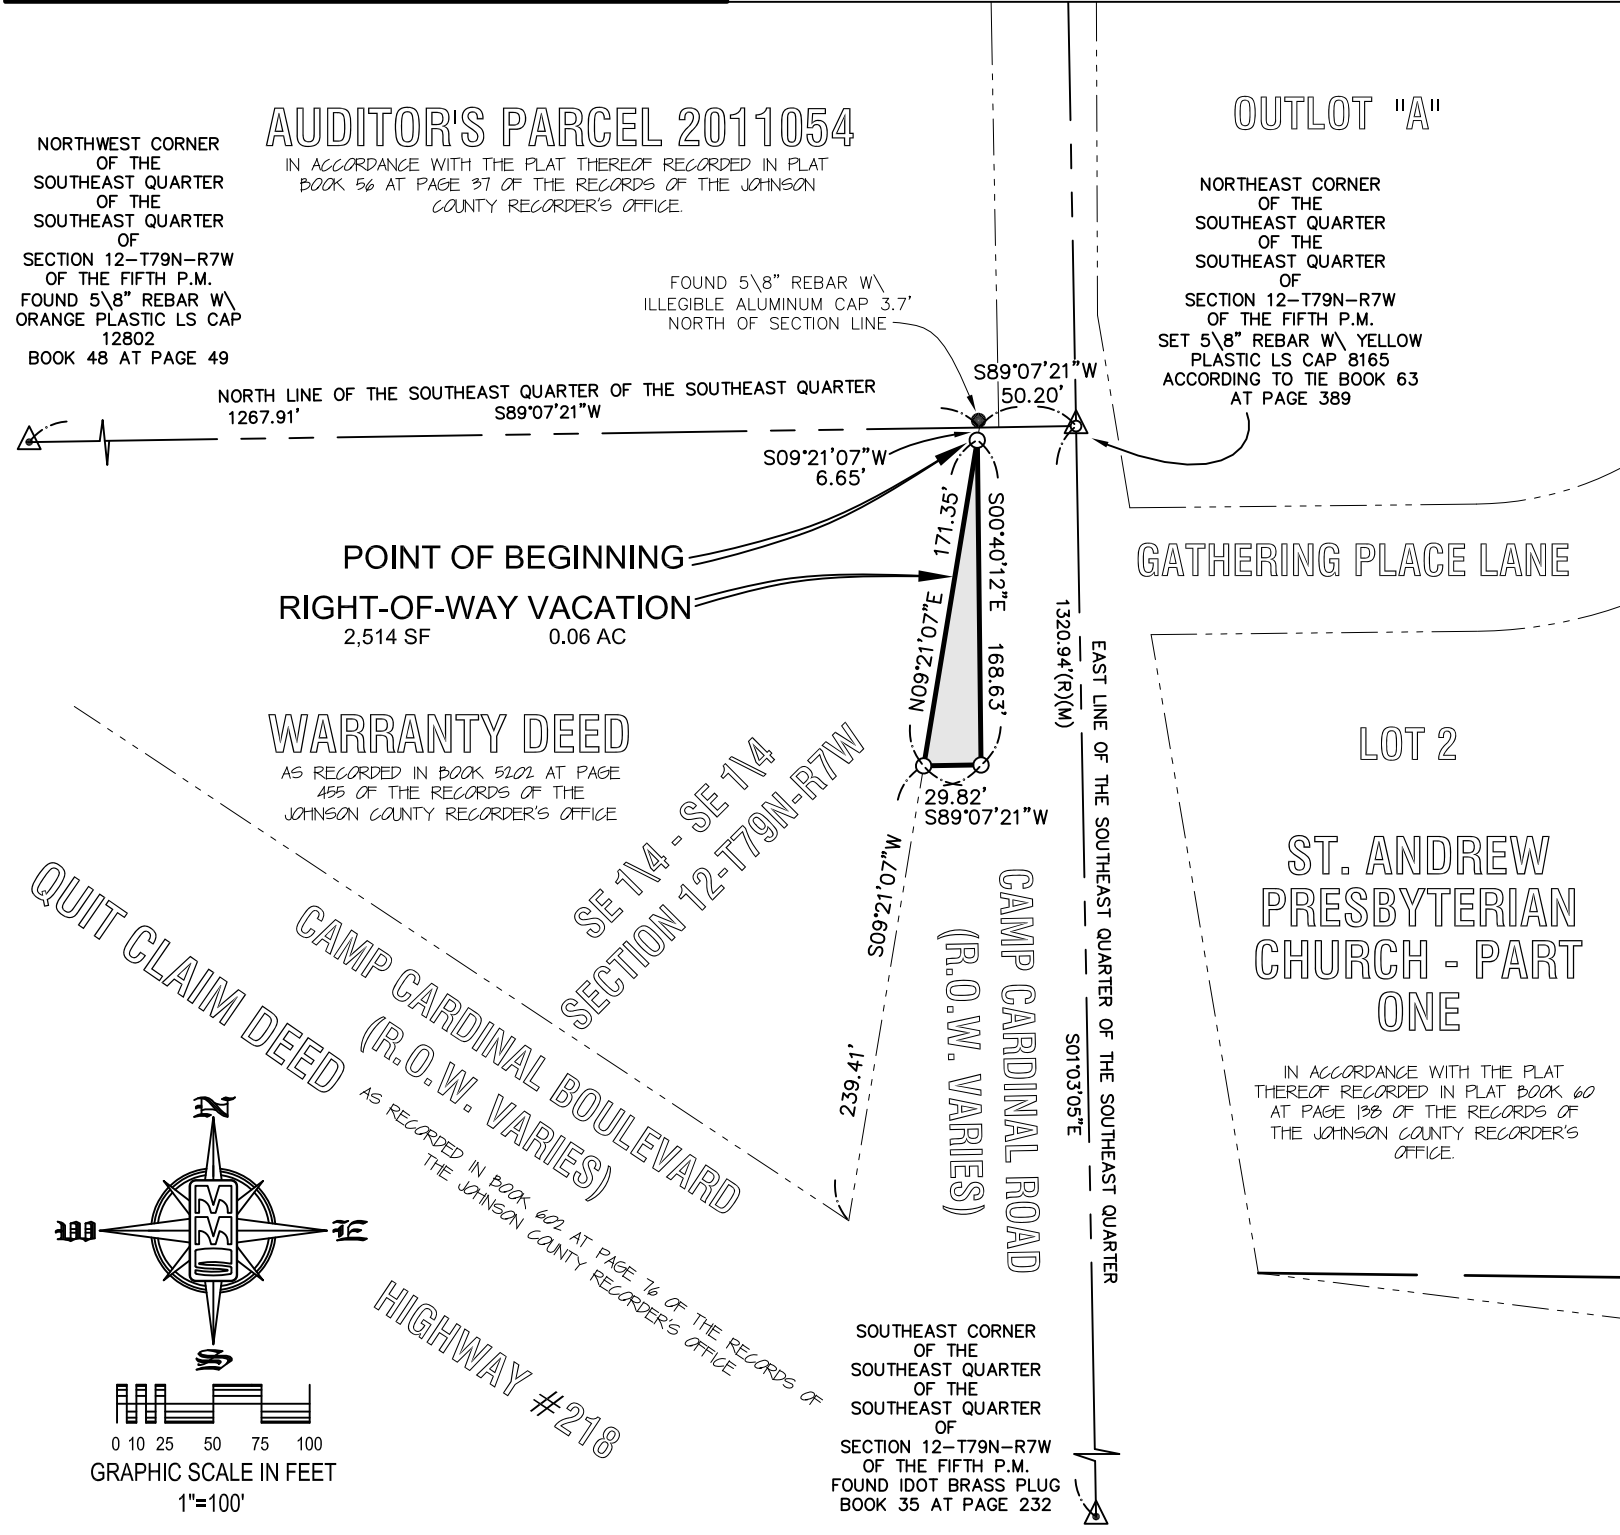 AUDITOR'S PARCEL 2011054
IN ACCORDANCE WITH THE PLAT THEREOF RECORDED IN PLAT
BOOK 56 AT PAGE 37 OF THE RECORDS OF THE JOHNSON
COUNTY RECORDER'S OFFICE.
OUTLOT "A"
NORTHWEST CORNER
OF THE
SOUTHEAST QUARTER
OF THE
SOUTHEAST QUARTER
OF
SECTION 12-T79N-R7W
OF THE FIFTH P.M.
FOUND 5\8" REBAR W\
ORANGE PLASTIC LS CAP
12802
BOOK 48 AT PAGE 49
NORTHEAST CORNER
OF THE
SOUTHEAST QUARTER
OF THE
SOUTHEAST QUARTER
OF
SECTION 12-T79N-R7W
OF THE FIFTH P.M.
SET 5\8" REBAR W\ YELLOW
PLASTIC LS CAP 8165
ACCORDING TO TIE BOOK 63
AT PAGE 389
FOUND 5\8" REBAR W\
ILLEGIBLE ALUMINUM CAP 3.7'
NORTH OF SECTION LINE
S89°07'21"W
50.20'
NORTH LINE OF THE SOUTHEAST QUARTER OF THE SOUTHEAST QUARTER
1267.91'
S89°07'21"W
S09°21'07"W
6.65'
POINT OF BEGINNING
RIGHT-OF-WAY VACATION
2,514 SF 0.06 AC
N09°21'07"E 171.35'
S00°40'12"E 168.63'
29.82'
S89°07'21"W
GATHERING PLACE LANE
1320.94'(R)(M)
EAST LINE OF THE SOUTHEAST QUARTER OF THE SOUTHEAST QUARTER
S01°03'05"E
WARRANTY DEED
AS RECORDED IN BOOK 5202 AT PAGE
455 OF THE RECORDS OF THE
JOHNSON COUNTY RECORDER'S OFFICE
SE 1\4 - SE 1\4
SECTION 12-T79N-R7W
LOT 2
ST. ANDREW
PRESBYTERIAN
CHURCH - PART
ONE
IN ACCORDANCE WITH THE PLAT
THEREOF RECORDED IN PLAT BOOK 60
AT PAGE 138 OF THE RECORDS OF
THE JOHNSON COUNTY RECORDER'S
OFFICE.
S09°21'07"W
239.41'
CAMP CARDINAL ROAD
(R.O.W. VARIES)
CAMP CARDINAL BOULEVARD
(R.O.W. VARIES)
QUIT CLAIM DEED
AS RECORDED IN BOOK 602 AT PAGE 76 OF THE RECORDS OF
THE JOHNSON COUNTY RECORDER'S OFFICE
HIGHWAY #218
N
W
E
S
MMS
0 10 25 50 75 100
GRAPHIC SCALE IN FEET
1"=100'
SOUTHEAST CORNER
OF THE
SOUTHEAST QUARTER
OF THE
SOUTHEAST QUARTER
OF
SECTION 12-T79N-R7W
OF THE FIFTH P.M.
FOUND IDOT BRASS PLUG
BOOK 35 AT PAGE 232